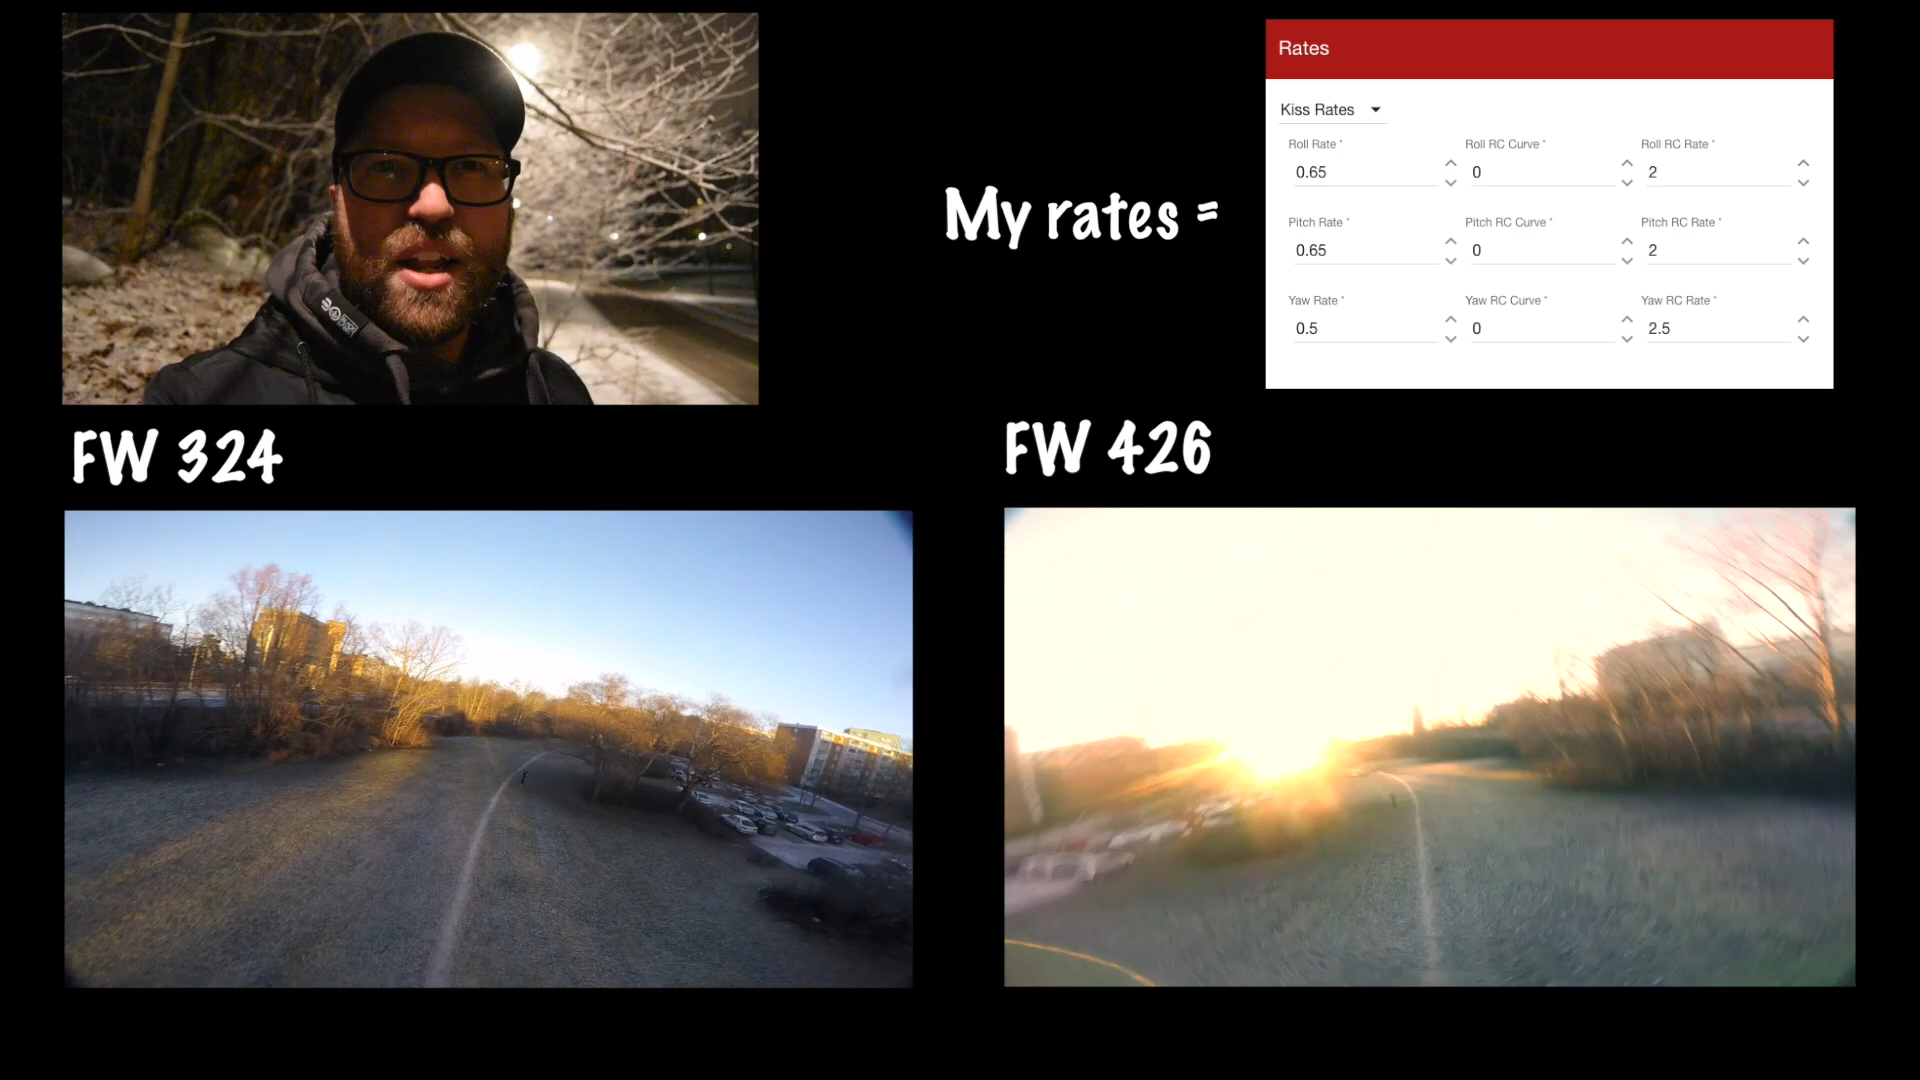 Rates
Kiss Rates
Roll Rate * Roll RC Curve * Roll RC Rate *
0.65 0 2
My rates =
Pitch Rate * Pitch RC Curve * Pitch RC Rate *
0.65 0 2
Yaw Rate * Yaw RC Curve * Yaw RC Rate *
0.5 0 2.5
FW 324
FW 426